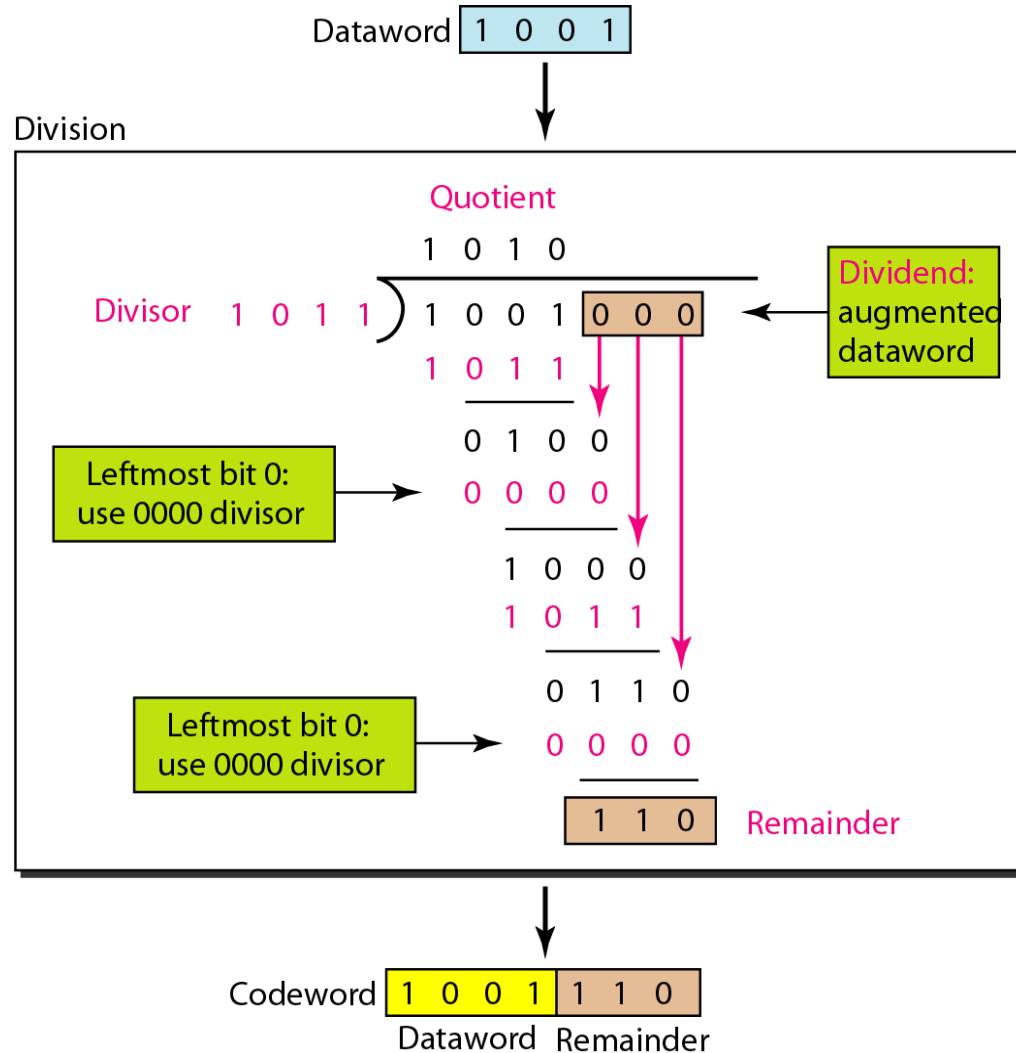 Dataword 1 0 0 1
Division
Quotient
1 0 1 0
Divisor 1 0 1 1 1 0 0 1 0 0 0
Dividend:
augmented
dataword
1 0 1 1
0 1 0 0
Leftmost bit 0:
use 0000 divisor
0 0 0 0
1 0 0 0
1 0 1 1
0 1 1 0
Leftmost bit 0:
use 0000 divisor
0 0 0 0
1 1 0 Remainder
Codeword 1 0 0 1 1 1 0
Dataword Remainder